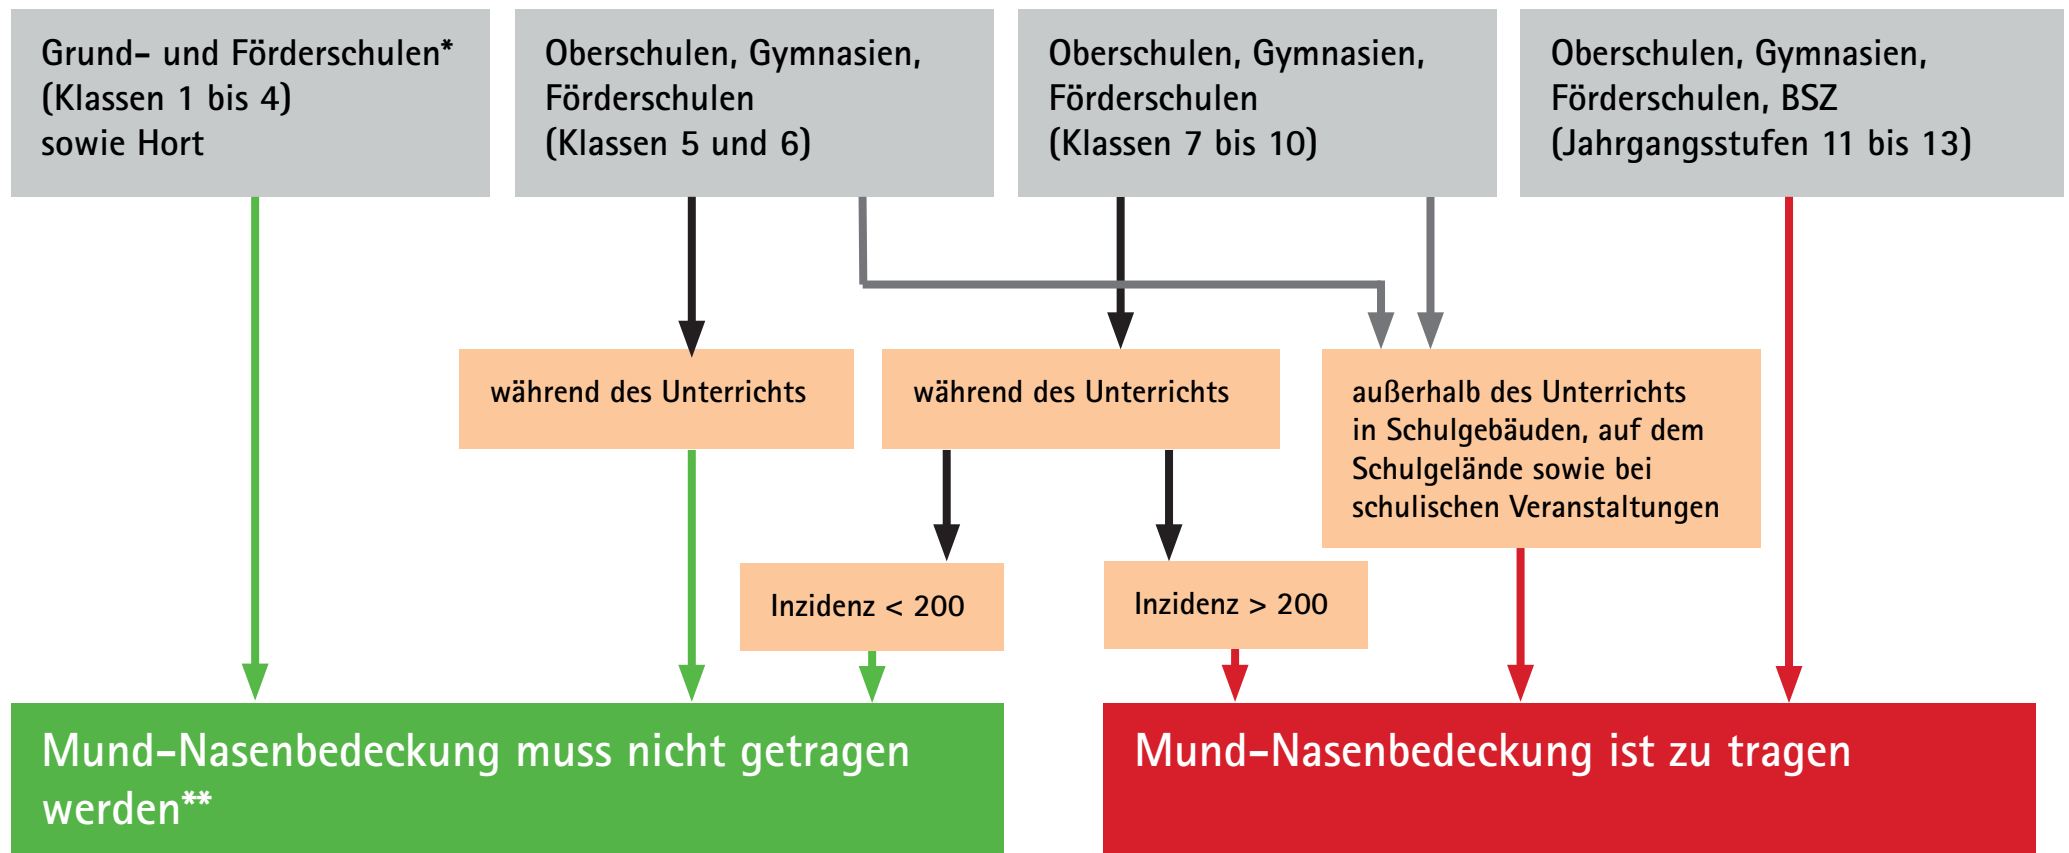 Grund- und Förderschulen*
(Klassen 1 bis 4)
sowie Hort
Oberschulen, Gymnasien,
Förderschulen
(Klassen 5 und 6)
Oberschulen, Gymnasien,
Förderschulen
(Klassen 7 bis 10)
Oberschulen, Gymnasien,
Förderschulen, BSZ
(Jahrgangsstufen 11 bis 13)
während des Unterrichts
während des Unterrichts
außerhalb des Unterrichts
in Schulgebäuden, auf dem
Schulgelände sowie bei
schulischen Veranstaltungen
Inzidenz < 200
Inzidenz > 200
Mund-Nasenbedeckung muss nicht getragen
werden**
Mund-Nasenbedeckung ist zu tragen